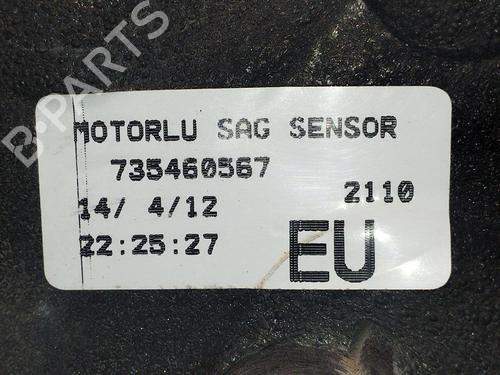 B-PARTS
MOTORLU SAG SENSOR
735460567
14/ 4/12 2110
22:25:27 EU